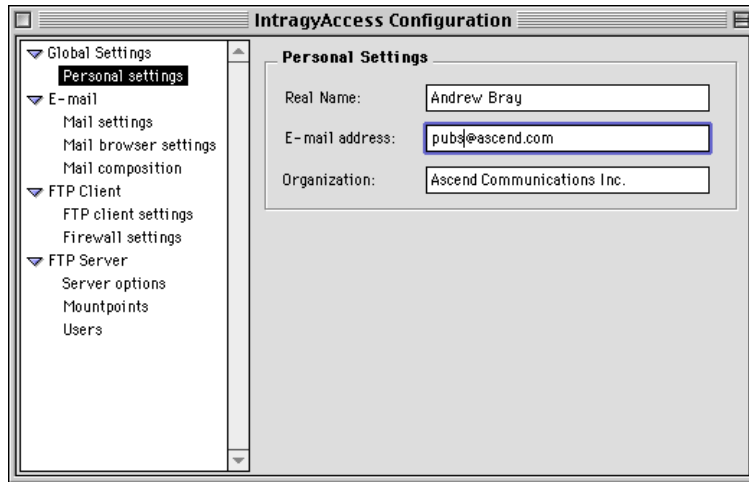 IntragyAccess Configuration
Global Settings
Personal settings
E-mail
Mail settings
Mail browser settings
Mail composition
FTP Client
FTP client settings
Firewall settings
FTP Server
Server options
Mountpoints
Users
Personal Settings
Real Name: Andrew Bray
E-mail address: pubs@ascend.com
Organization: Ascend Communications Inc.